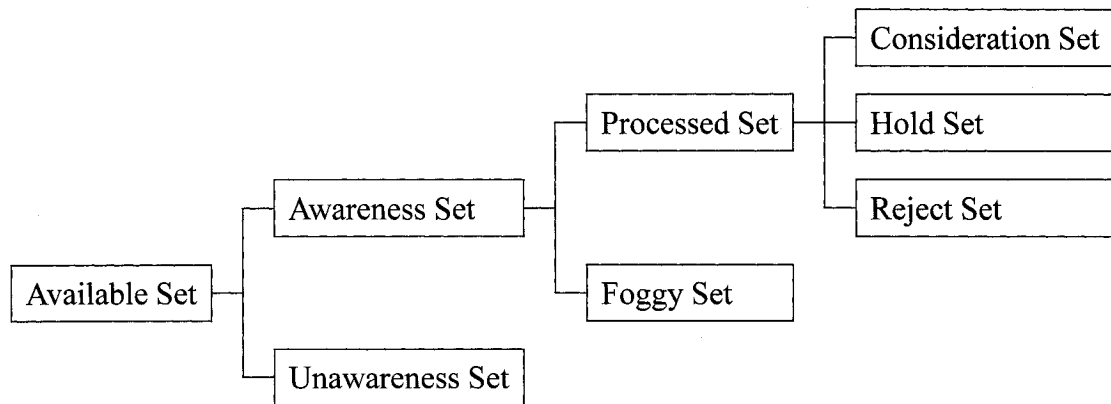 Consideration Set
Processed Set
Hold Set
Awareness Set
Reject Set
Available Set
Foggy Set
Unawareness Set